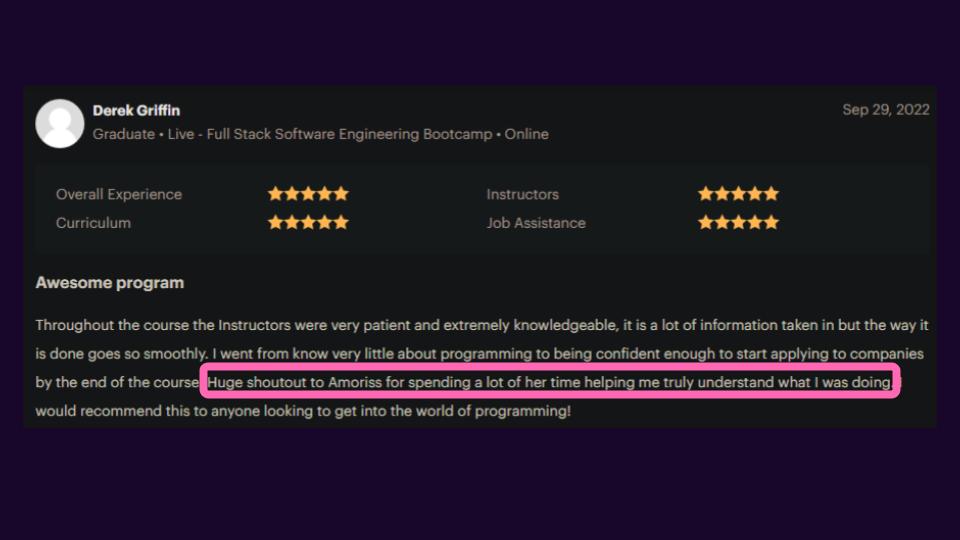 Derek Griffin
Sep 29, 2022
Graduate • Live - Full Stack Software Engineering Bootcamp • Online
Overall Experience
Instructors
Curriculum
Job Assistance
Awesome program
Throughout the course the Instructors were very patient and extremely knowledgeable, it is a lot of information taken in but the way it
is done goes so smoothly. I went from know very little about programming to being confident enough to start applying to companies
by the end of the course. Huge shoutout to Amoriss for spending a lot of her time helping me truly understand what I was doing. I
would recommend this to anyone looking to get into the world of programming!